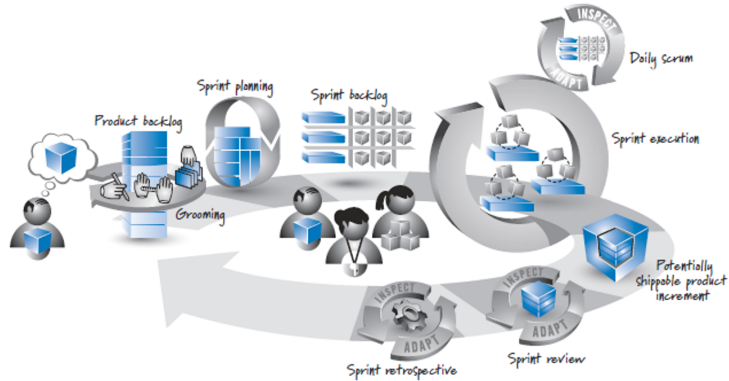 INSPECT
ADAPT
Daily scrum
Sprint planning
Sprint backlog
Product backlog
Sprint execution
Grooming
Potentially
shippable product
increment
INSPECT
ADAPT
Sprint review
INSPECT
ADAPT
Sprint retrospective